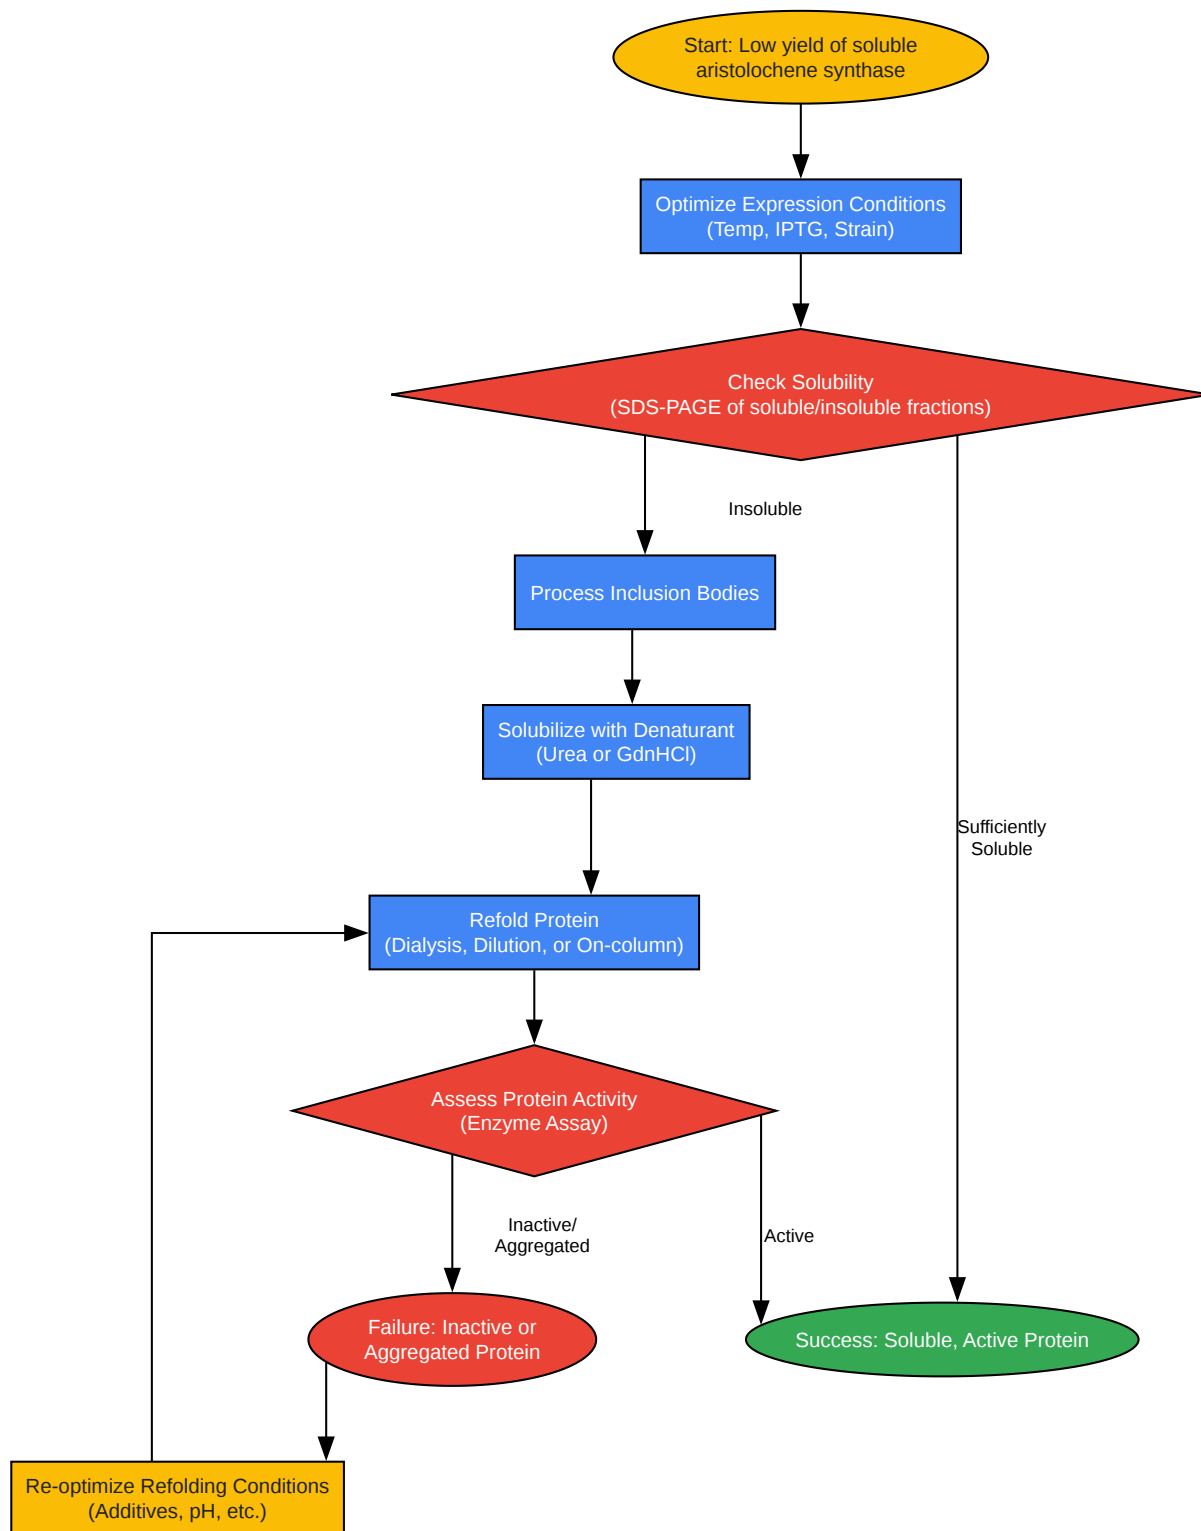 Start: Low yield of soluble
aristolochene synthase
Optimize Expression Conditions
(Temp, IPTG, Strain)
Check Solubility
(SDS-PAGE of soluble/insoluble fractions)
Insoluble
Process Inclusion Bodies
Solubilize with Denaturant
(Urea or GdnHCl)
Sufficiently
Soluble
Refold Protein
(Dialysis, Dilution, or On-column)
Assess Protein Activity
(Enzyme Assay)
Inactive/
Aggregated
Active
Failure: Inactive or
Aggregated Protein
Success: Soluble, Active Protein
Re-optimize Refolding Conditions
(Additives, pH, etc.)